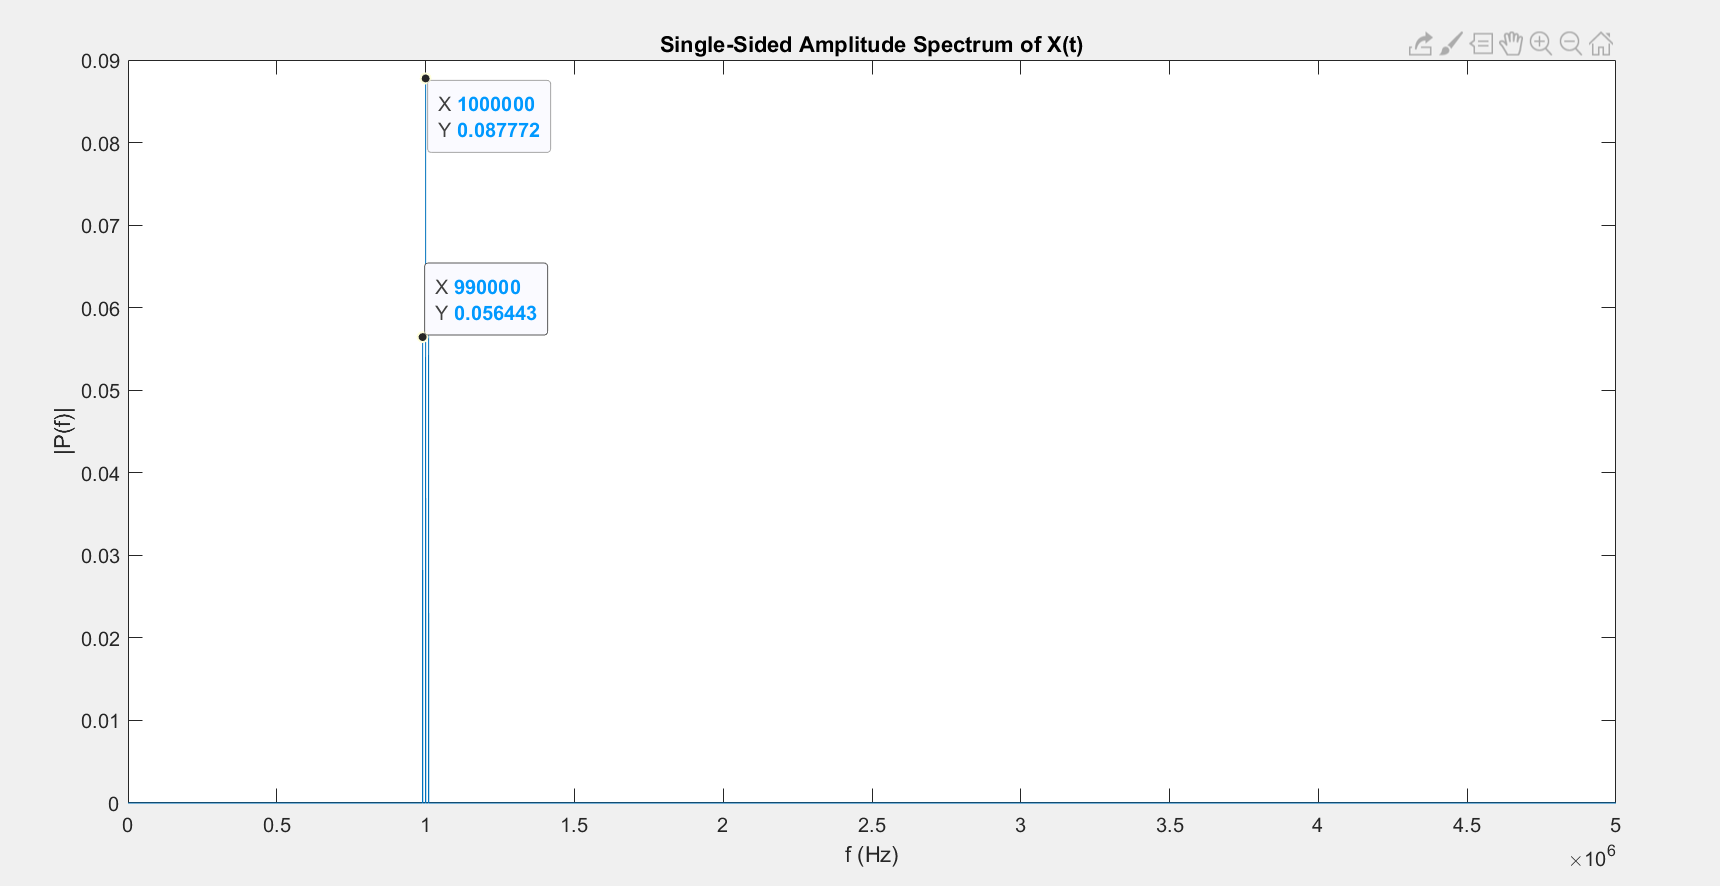 Single-Sided Amplitude Spectrum of X(t)
0.09
0.08
0.07
0.06
0.05
0.04
0.03
0.02
0.01
0
|P(f)|
X 1000000
Y 0.087772
X 990000
Y 0.056443
0 0.5 1 1.5 2 2.5 3 3.5 4 4.5 5
f (Hz)
×10⁶